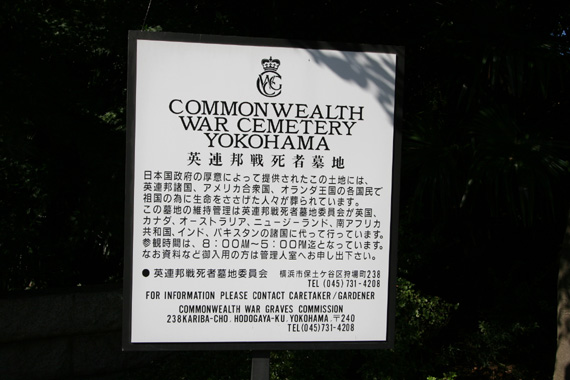 COMMONWEALTH
WAR CEMETERY
YOKOHAMA
英連邦戦死者墓地
日本国政府の厚意によって提供されたこの土地には、
英連邦諸国、アメリカ合衆国、オランダ王国の各国民で
祖国の為に生命をささげた人々が葬られています。
この墓地の維持管理は英連邦戦死者墓地委員会が英国、
カナダ、オーストラリア、ニュージーランド、南アフリカ
共和国、インド、パキスタンの諸国に代って行っています。
参観時間は、8:00AM～5:00PM迄となっています。
なお資料など御入用の方は管理人室へお申し出下さい。
●英連邦戦死者墓地委員会 横浜市保土ケ谷区狩場町238
TEL (045) 731-4208
FOR INFORMATION PLEASE CONTACT CARETAKER/GARDENER
COMMONWEALTH WAR GRAVES COMMISSION
238KARIBA-CHO. HODOGAYA-KU. YOKOHAMA. 〒240
TEL(045)731-4208